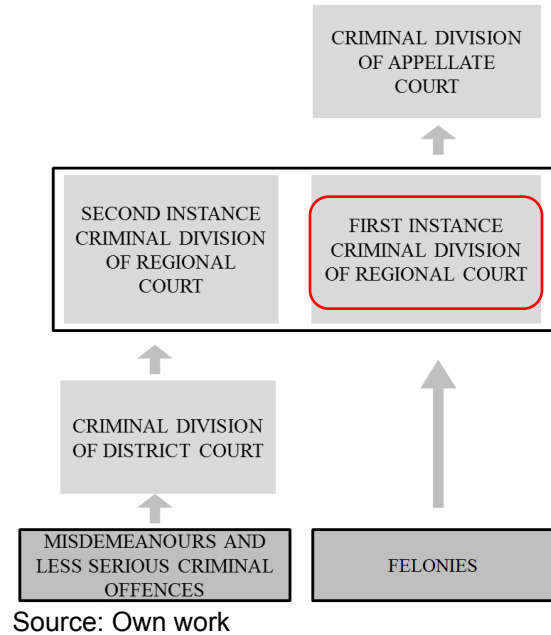 CRIMINAL DIVISION
OF APPELLATE
COURT
SECOND INSTANCE
CRIMINAL DIVISION
OF REGIONAL
COURT
FIRST INSTANCE
CRIMINAL DIVISION
OF REGIONAL COURT
CRIMINAL DIVISION
OF DISTRICT COURT
MISDEMEANOURS AND
LESS SERIOUS CRIMINAL
OFFENCES
FELONIES
Source: Own work